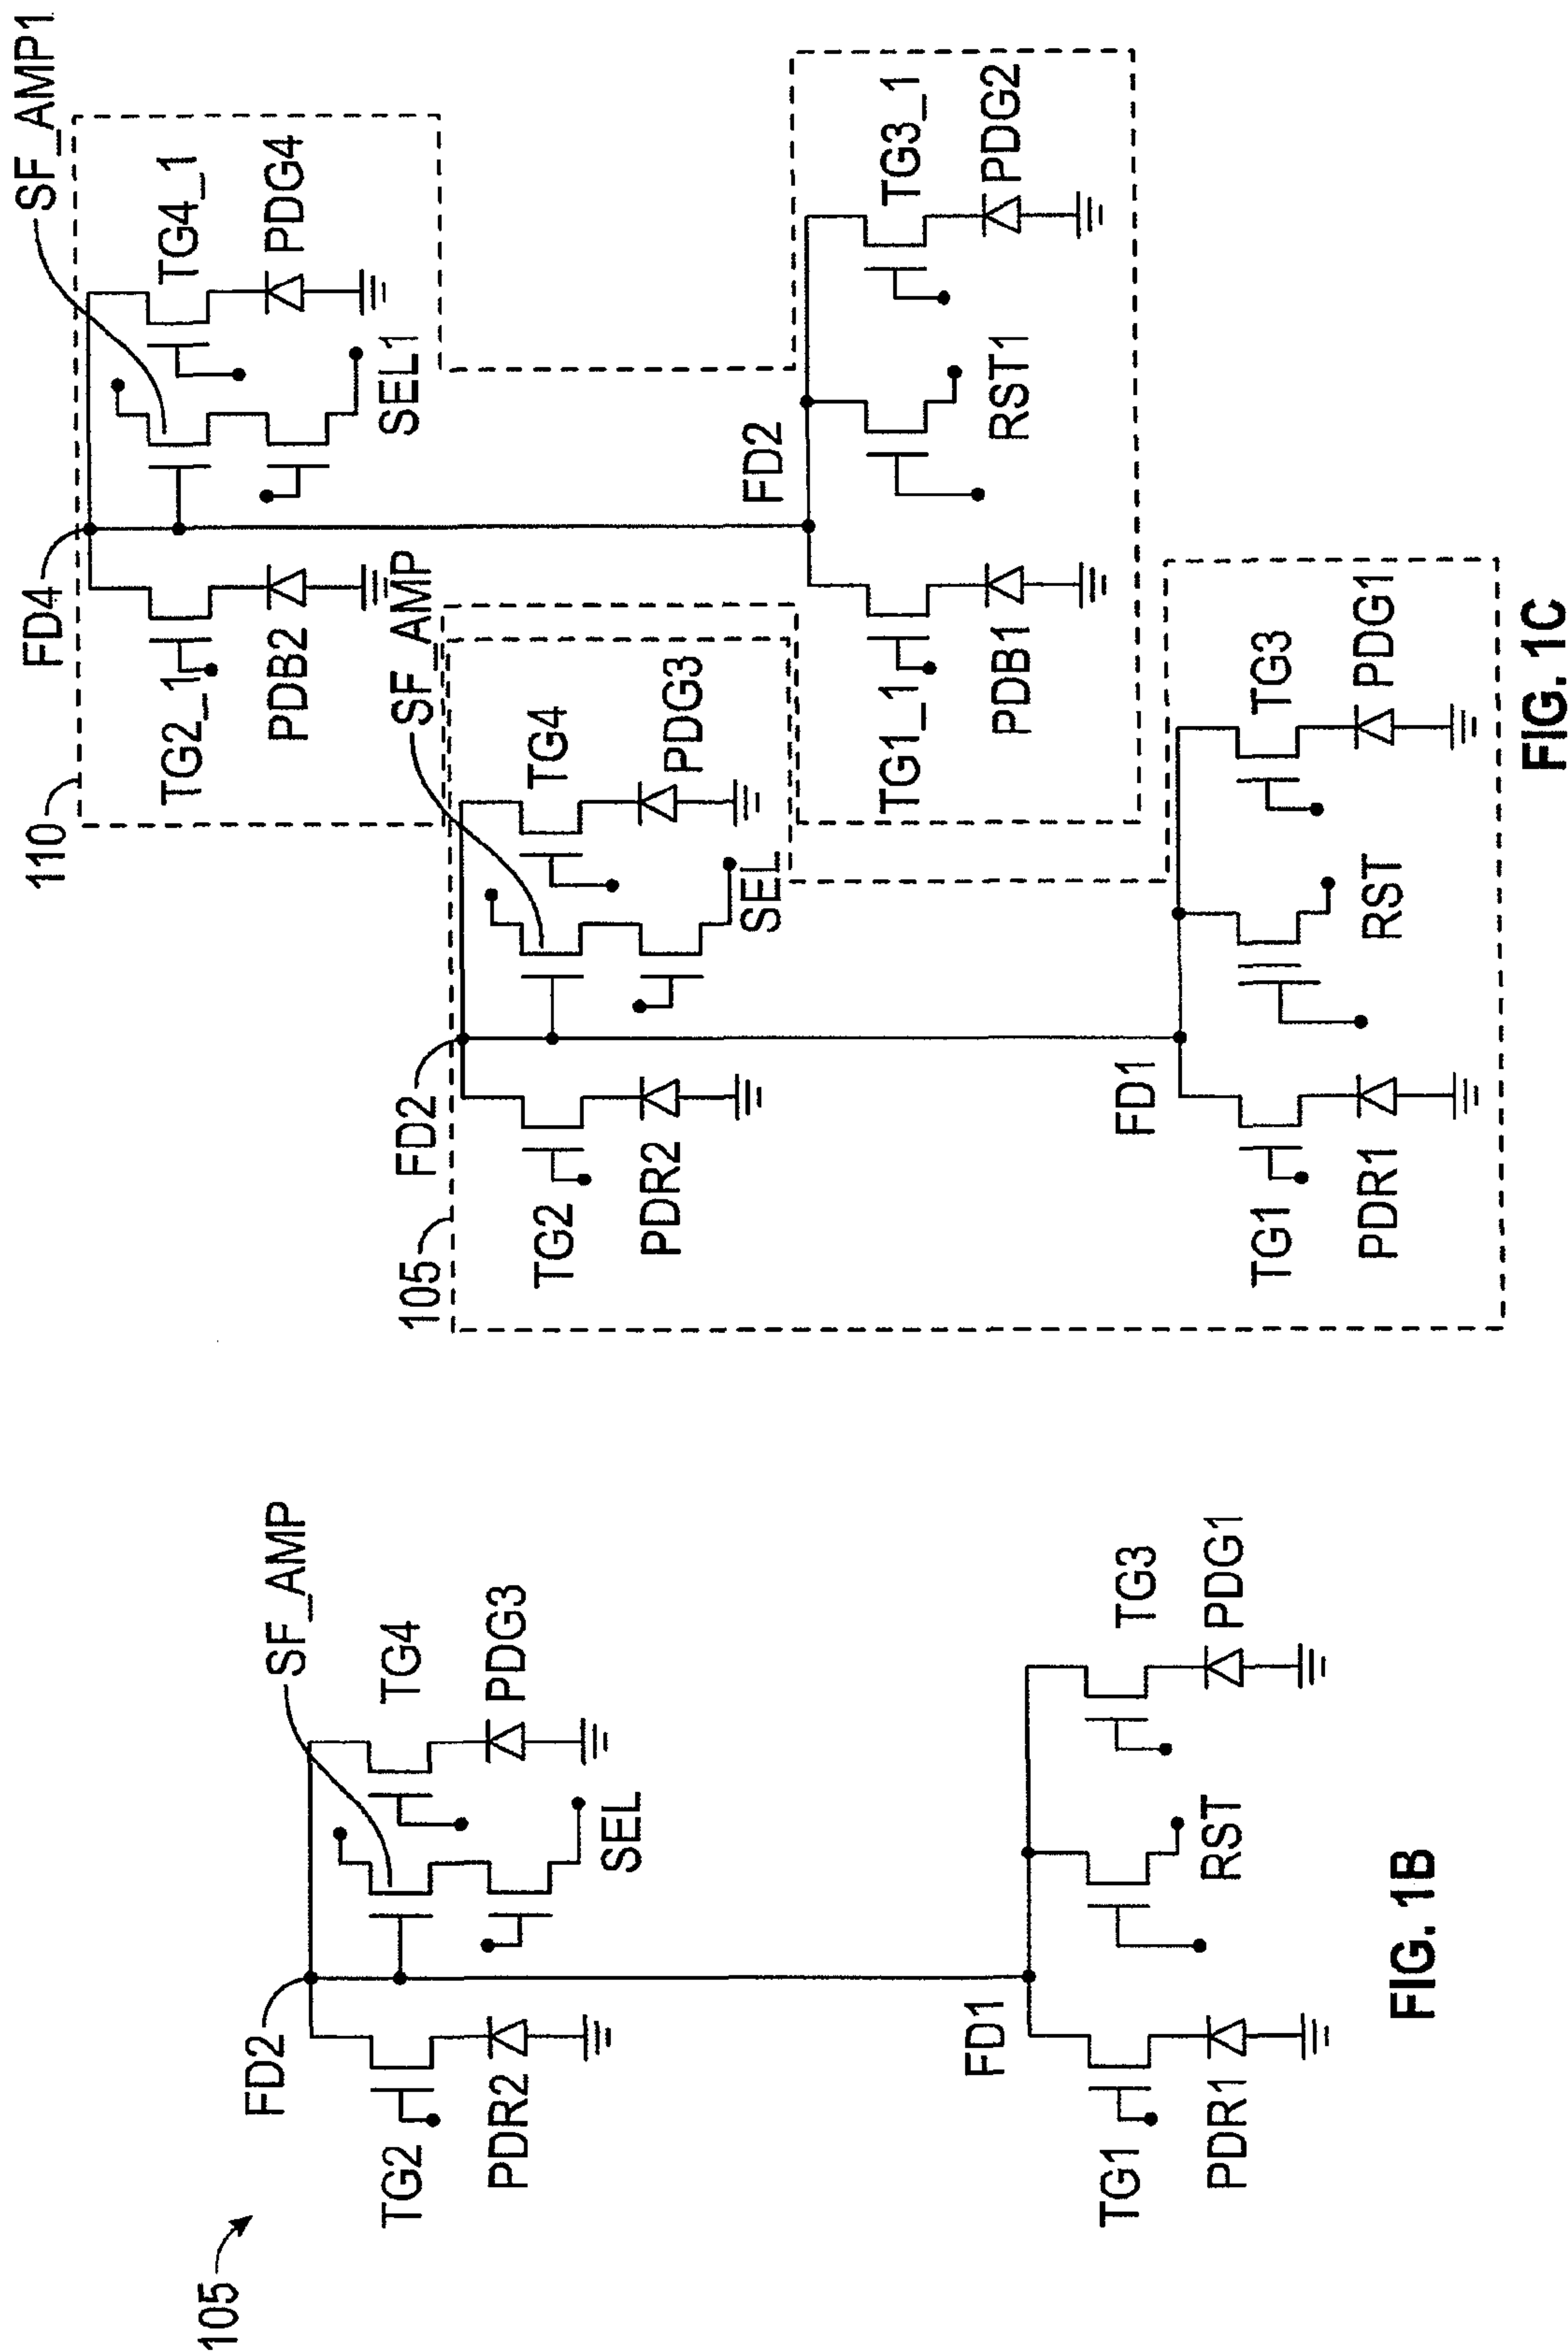 105
FD2
SF_AMP
TG2
TG4
PDR2
PDG3
SEL
FD1
TG1
TG3
RST
PDR1
PDG1
FIG. 1B
110
FD4
SF_AMP1
TG2_1
TG4_1
PDB2
PDG4
SEL1
FD2
TG1_1
TG3_1
RST1
PDB1
PDG2
105
FD2
SF_AMP
TG2
TG4
PDR2
PDG3
SEL
FD1
TG1
TG3
RST
PDR1
PDG1
FIG. 1C